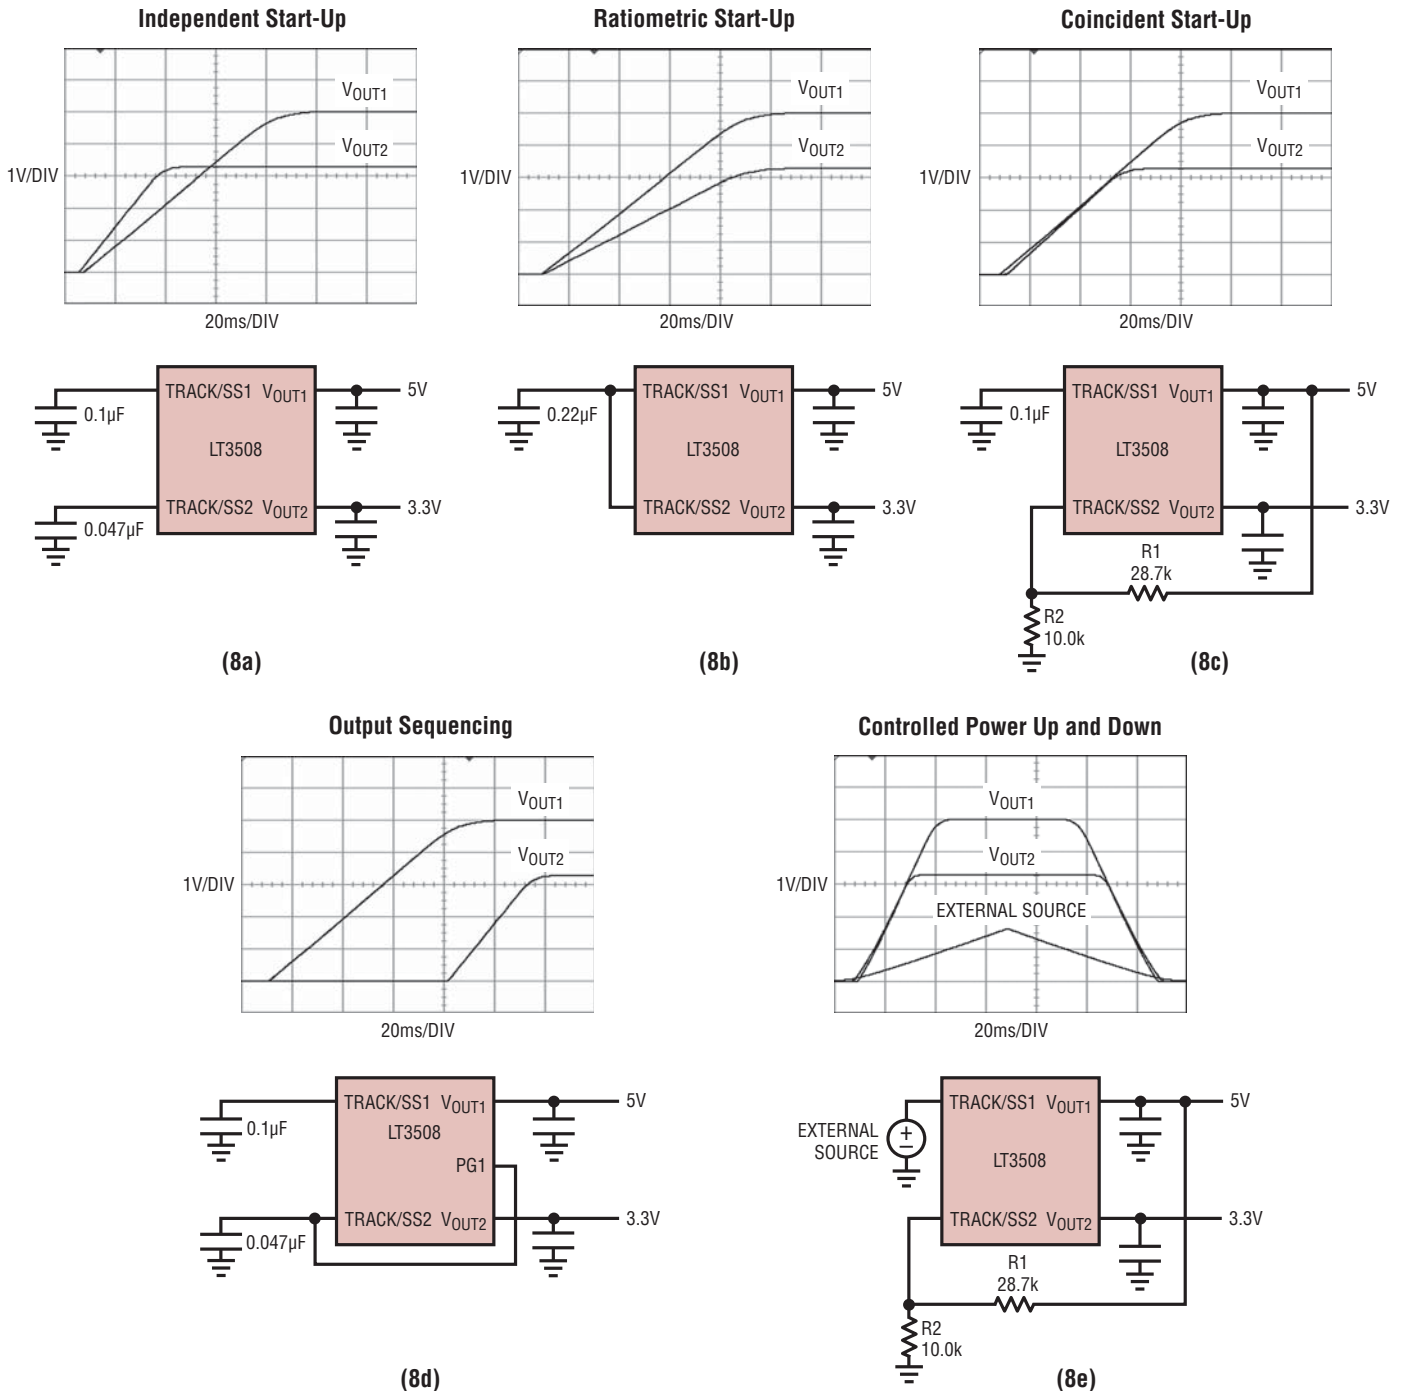 Independent Start-Up
VOUT1
VOUT2
1V/DIV
20ms/DIV
TRACK/SS1 VOUT1
5V
0.1µF
LT3508
TRACK/SS2 VOUT2
3.3V
0.047µF
(8a)
Ratiometric Start-Up
VOUT1
VOUT2
1V/DIV
20ms/DIV
TRACK/SS1 VOUT1
5V
0.22µF
LT3508
TRACK/SS2 VOUT2
3.3V
(8b)
Coincident Start-Up
VOUT1
VOUT2
1V/DIV
20ms/DIV
TRACK/SS1 VOUT1
5V
0.1µF
LT3508
TRACK/SS2 VOUT2
3.3V
R1
28.7k
R2
10.0k
(8c)
Output Sequencing
VOUT1
VOUT2
1V/DIV
20ms/DIV
TRACK/SS1 VOUT1
5V
0.1µF
LT3508
PG1
TRACK/SS2 VOUT2
3.3V
0.047µF
(8d)
Controlled Power Up and Down
VOUT1
VOUT2
1V/DIV
EXTERNAL SOURCE
20ms/DIV
TRACK/SS1 VOUT1
5V
EXTERNAL
SOURCE
+
−
LT3508
TRACK/SS2 VOUT2
3.3V
R1
28.7k
R2
10.0k
(8e)